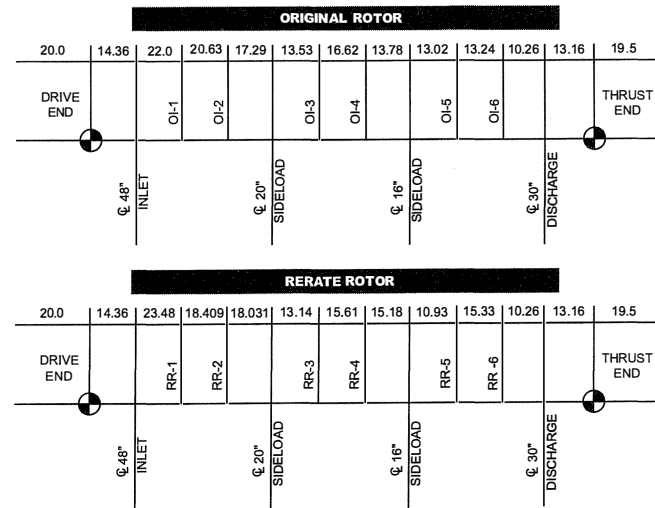 ORIGINAL ROTOR
20.0 14.36 22.0 20.63 17.29 13.53 16.62 13.78 13.02 13.24 10.26 13.16 19.5
DRIVE
END
OI-1
OI-2
OI-3
OI-4
OI-5
OI-6
THRUST
END
℄ 48"
INLET
℄ 20"
SIDELOAD
℄ 16"
SIDELOAD
℄ 30"
DISCHARGE
RERATE ROTOR
20.0 14.36 23.48 18.409 18.031 13.14 15.61 15.18 10.93 15.33 10.26 13.16 19.5
DRIVE
END
RR-1
RR-2
RR-3
RR-4
RR-5
RR -6
THRUST
END
℄ 48"
INLET
℄ 20"
SIDELOAD
℄ 16"
SIDELOAD
℄ 30"
DISCHARGE